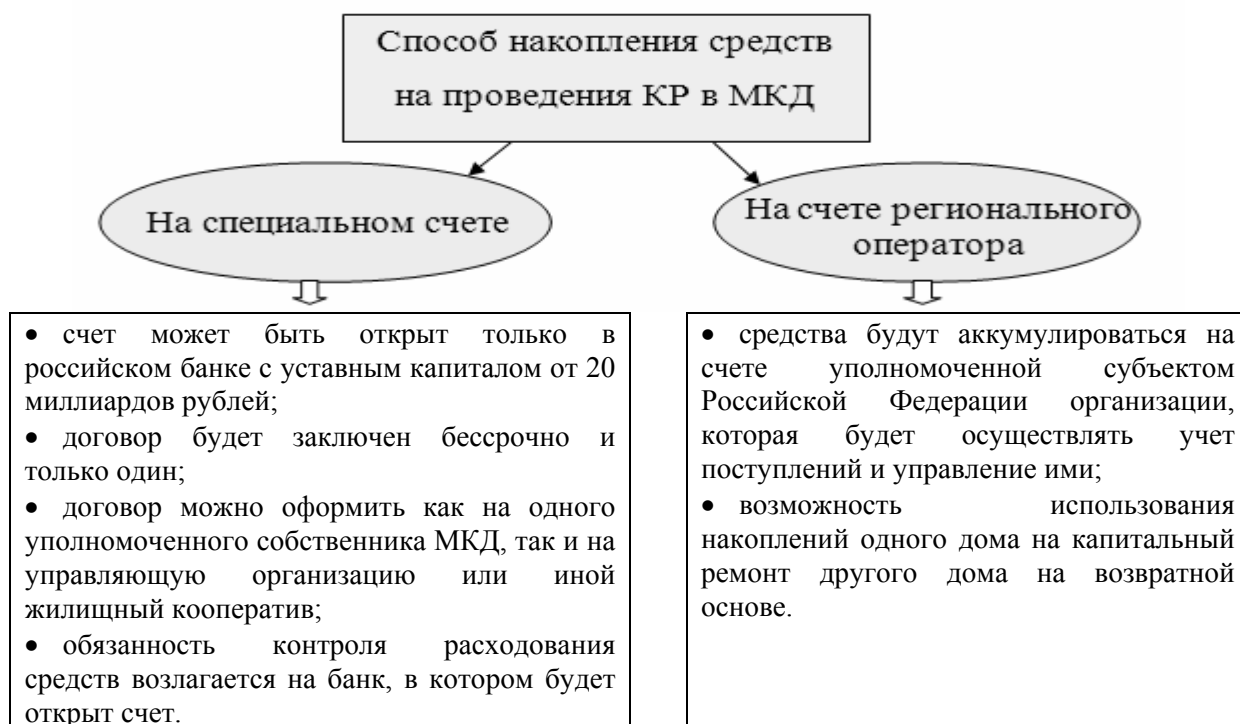 Способ накопления средств
на проведения КР в МКД
На специальном счете
На счете регионального
оператора
• счет может быть открыт только в
российском банке с уставным капиталом от 20
миллиардов рублей;
• договор будет заключен бессрочно и
только один;
• договор можно оформить как на одного
уполномоченного собственника МКД, так и на
управляющую организацию или иной
жилищный кооператив;
• обязанность контроля расходования
средств возлагается на банк, в котором будет
открыт счет.
• средства будут аккумулироваться на
счете уполномоченной субъектом
Российской Федерации организации,
которая будет осуществлять учет
поступлений и управление ими;
• возможность использования
накоплений одного дома на капитальный
ремонт другого дома на возвратной
основе.